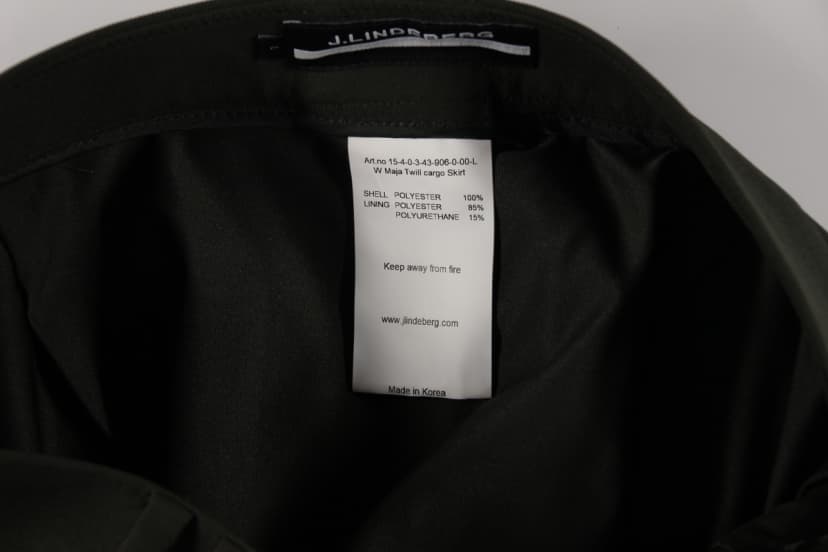 J.LINDEBERG
Art.no 15-4-0-3-43-906-0-00-L
W Maja Twill cargo Skirt
SHELL POLYESTER 100%
LINING POLYESTER 85%
POLYURETHANE 15%
Keep away from fire
www.jlindeberg.com
Made in Korea